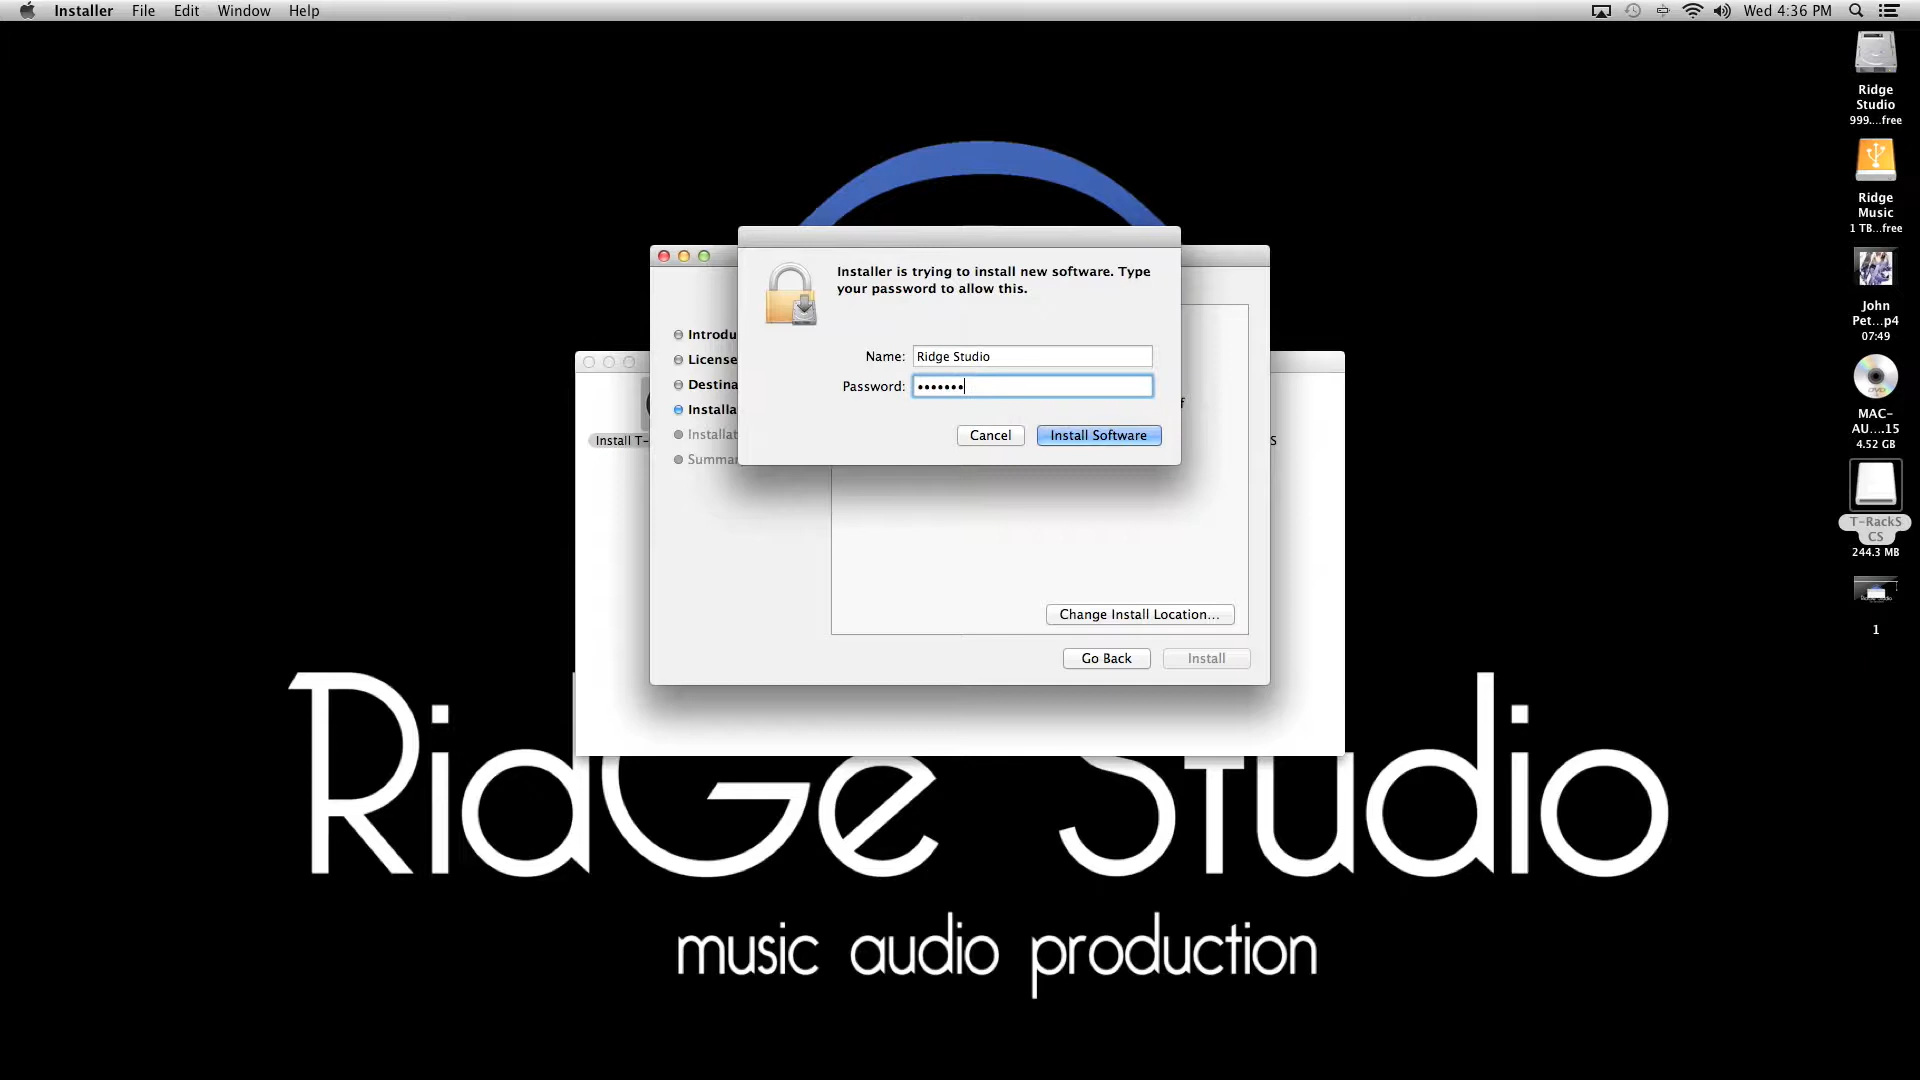 Installer File Edit Window Help
Wed 4:36 PM
Ridge
Studio
999....free
Ridge
Music
1 TB...free
John
Pet...p4
07:49
MAC-
AU....15
4.52 GB
T-RackS
CS
244.3 MB
1
Installer is trying to install new software. Type
your password to allow this.
Name: Ridge Studio
Password: •••••••
Cancel Install Software
Introdu
License
Destina
Installa
Installat
Summar
Install T-
f
S
Change Install Location...
Go Back Install
RidGe Studio
music audio production